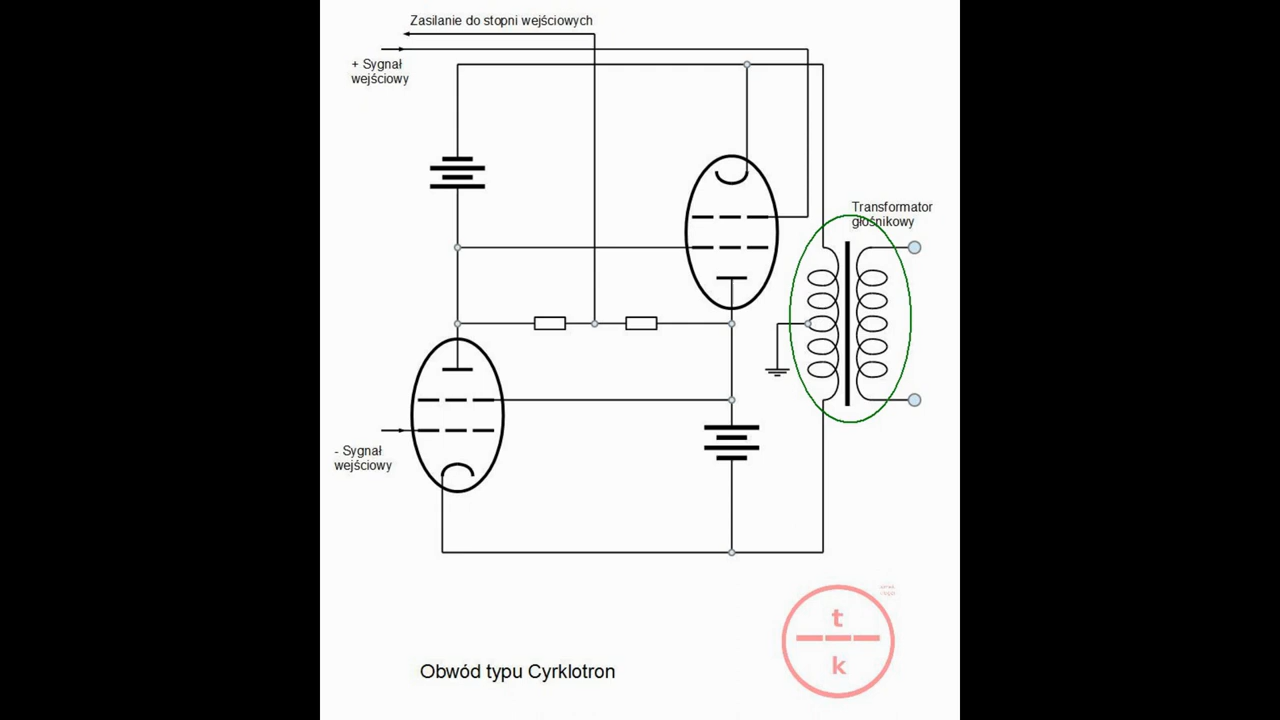 Zasilanie do stopni wejściowych
+ Sygnał
wejściowy
Transformator
głośnikowy
- Sygnał
wejściowy
t
k
Obwód typu Cyrklotron